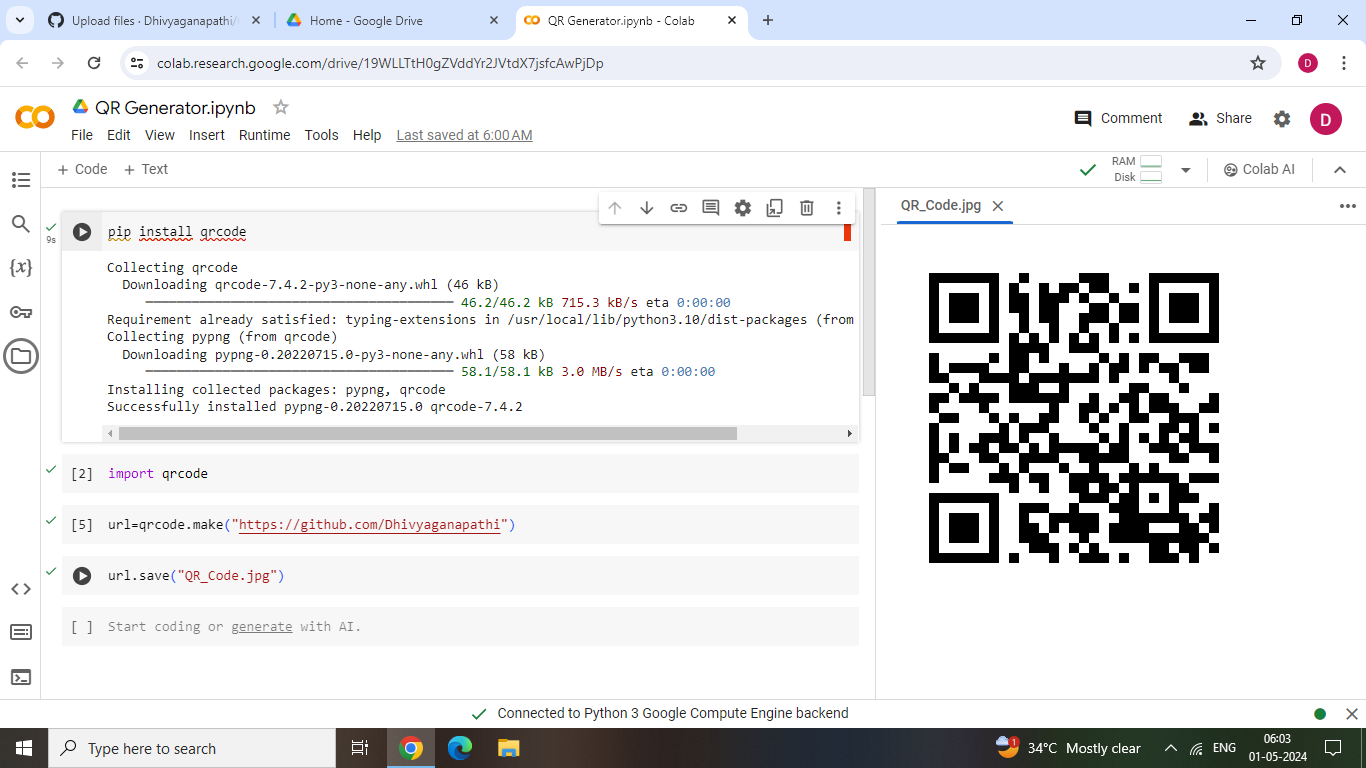 Upload files · Dhivyaganapathi/
Home - Google Drive
QR Generator.ipynb - Colab
colab.research.google.com/drive/19WLLTtH0gZVddYr2JVtdX7jsfcAwPjDp
D
QR Generator.ipynb
File Edit View Insert Runtime Tools Help Last saved at 6:00 AM
Comment
Share
D
+ Code + Text
RAM
Disk
Colab AI
9s
pip install qrcode
Collecting qrcode
Downloading qrcode-7.4.2-py3-none-any.whl (46 kB)
46.2/46.2 kB 715.3 kB/s eta 0:00:00
Requirement already satisfied: typing-extensions in /usr/local/lib/python3.10/dist-packages (from
Collecting pypng (from qrcode)
Downloading pypng-0.20220715.0-py3-none-any.whl (58 kB)
58.1/58.1 kB 3.0 MB/s eta 0:00:00
Installing collected packages: pypng, qrcode
Successfully installed pypng-0.20220715.0 qrcode-7.4.2
[2] import qrcode
[5] url=qrcode.make("https://github.com/Dhivyaganapathi")
url.save("QR_Code.jpg")
[ ] Start coding or generate with AI.
QR_Code.jpg
{x}
Connected to Python 3 Google Compute Engine backend
Type here to search
1
34°C Mostly clear
ENG
06:03
01-05-2024